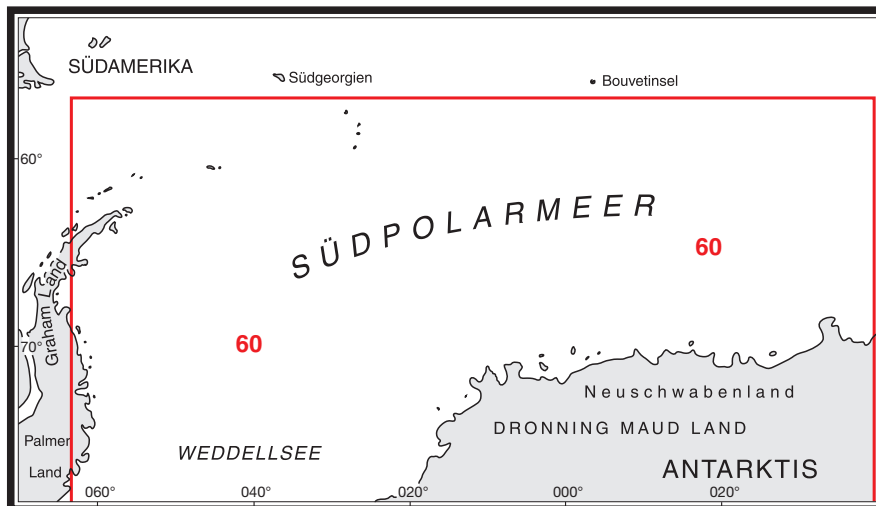 SÜDAMERIKA
Südgeorgien
Bouvetinsel
60°
SÜDPOLARMEER
60
Graham Land
60
70°
Neuschwabenland
DRONNING MAUD LAND
Palmer
Land
WEDDELLSEE
ANTARKTIS
060°
040°
020°
000°
020°